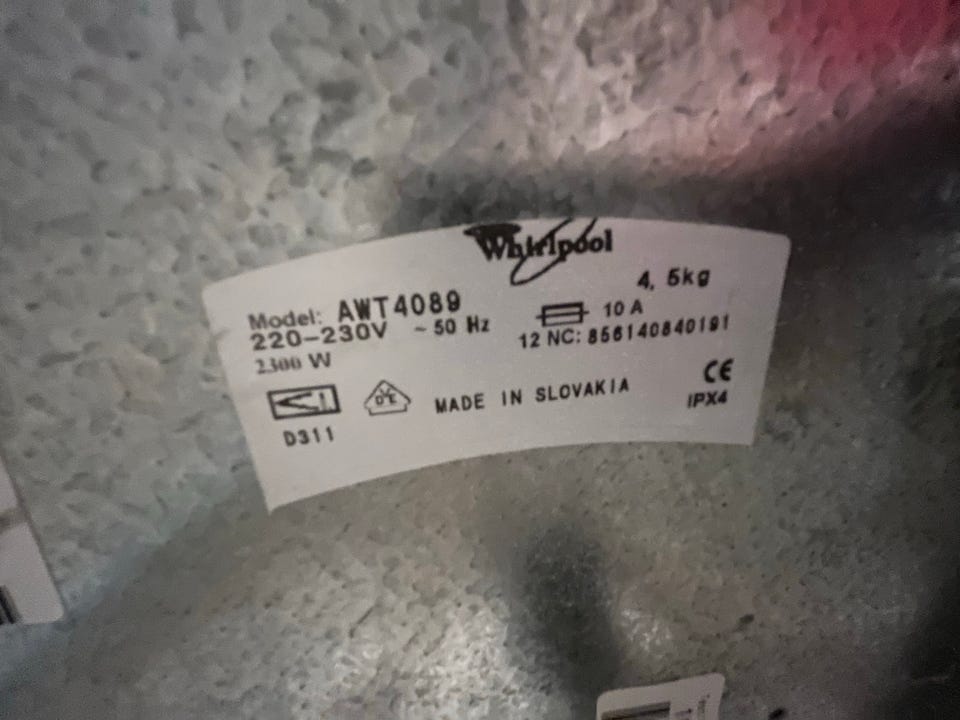 Whirlpool
4, 5kg
Model: AWT4089
10 A
220-230V ~ 50 Hz
12 NC: 856140840191
2300 W
CE
D311
VDE
MADE IN SLOVAKIA
IPX4